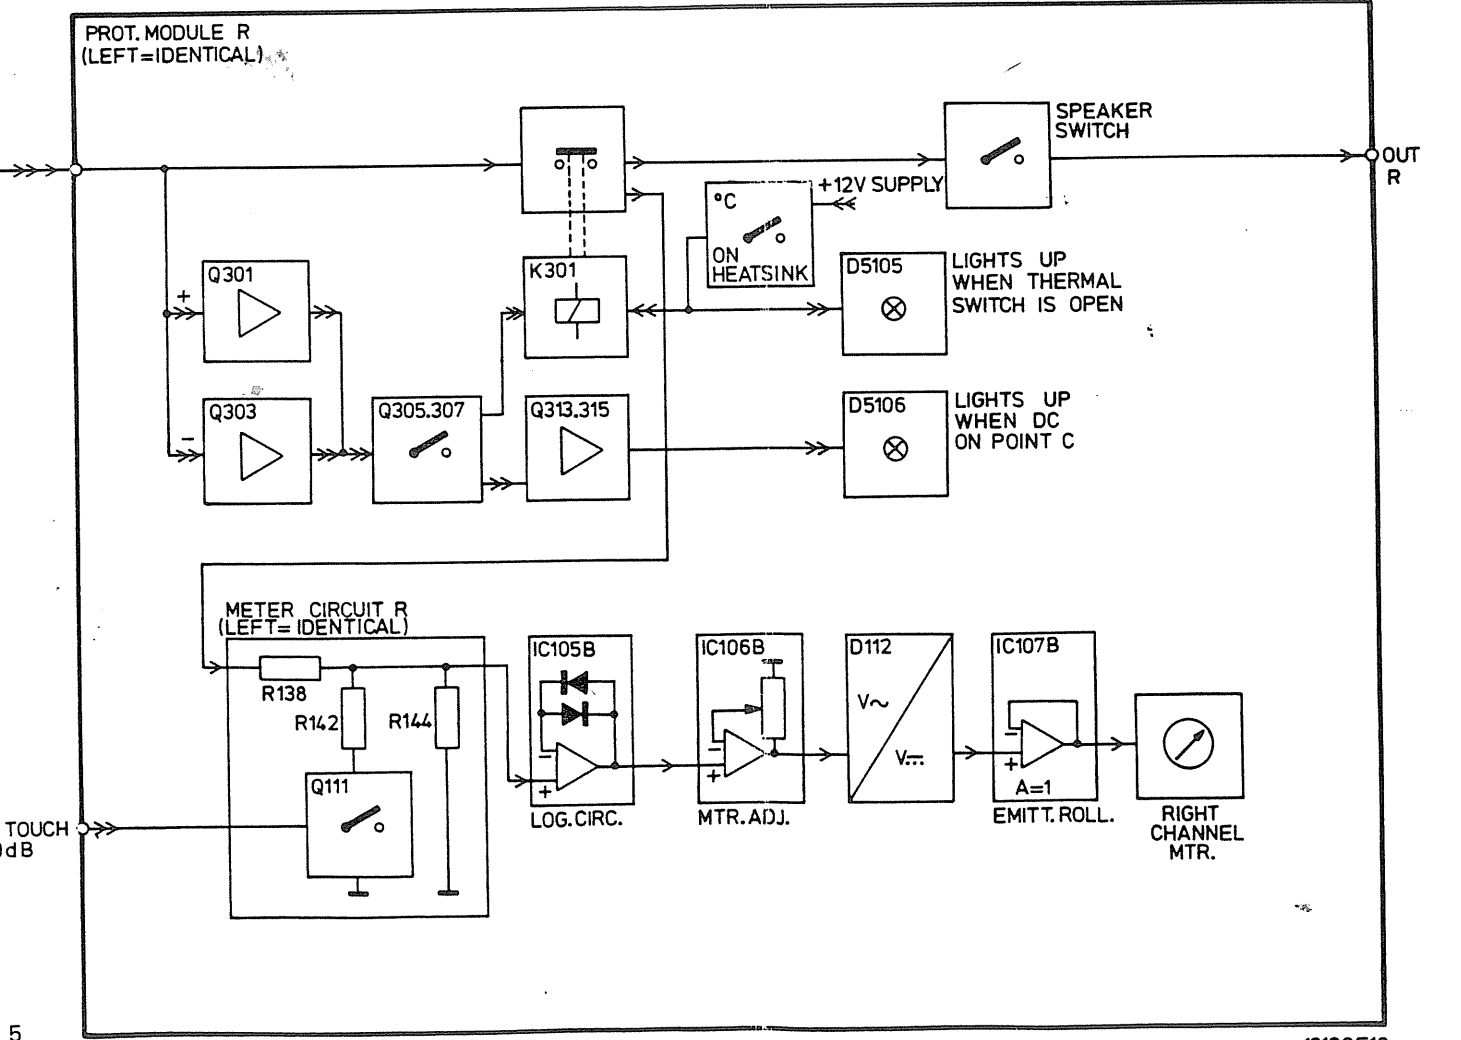 PROT. MODULE R
(LEFT=IDENTICAL)
SPEAKER
SWITCH
OUT
R
+12V SUPPLY
°C
ON
HEATSINK
Q301
+
K301
D5105
LIGHTS UP
WHEN THERMAL
SWITCH IS OPEN
Q303
-
Q305.307
Q313.315
D5106
LIGHTS UP
WHEN DC
ON POINT C
METER CIRCUIT R
(LEFT=IDENTICAL)
R138
R142
R144
Q111
TOUCH
dB
IC105B
-
+
LOG.CIRC.
IC106B
-
+
MTR.ADJ.
D112
V~
V⎓
IC107B
-
+
A=1
EMITT.ROLL.
RIGHT
CHANNEL
MTR.
5